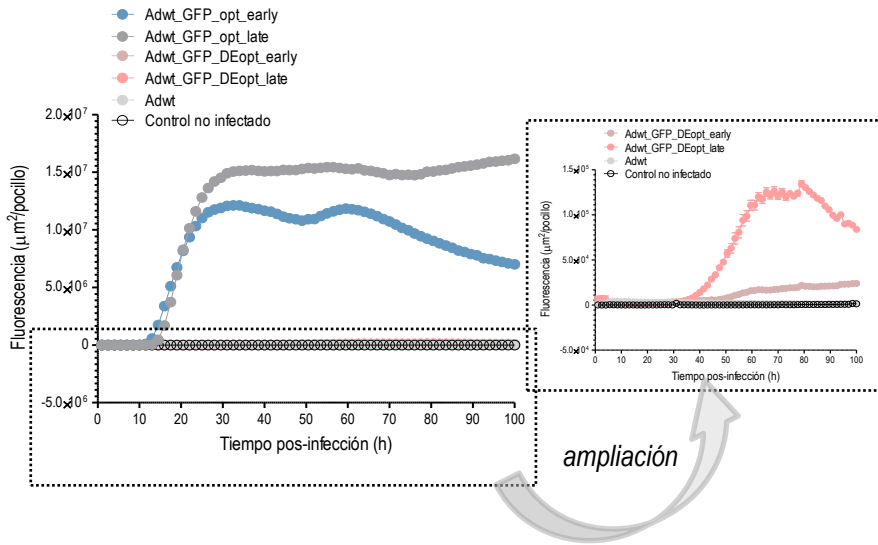 Adwt_GFP_opt_early
Adwt_GFP_opt_late
Adwt_GFP_DEopt_early
Adwt_GFP_DEopt_late
Adwt
Control no infectado
Fluorescencia (μm²/pocillo)
2.0×10⁷
1.5×10⁷
1.0×10⁷
5.0×10⁶
0
-5.0×10⁶
0 10 20 30 40 50 60 70 80 90 100
Tiempo pos-infección (h)
Adwt_GFP_DEopt_early
Adwt_GFP_DEopt_late
Adwt
Control no infectado
Fluorescencia (μm²/pocillo)
1.5×10⁵
1.0×10⁵
5.0×10⁴
0
-5.0×10⁴
0 10 20 30 40 50 60 70 80 90 100
Tiempo pos-infección (h)
ampliación